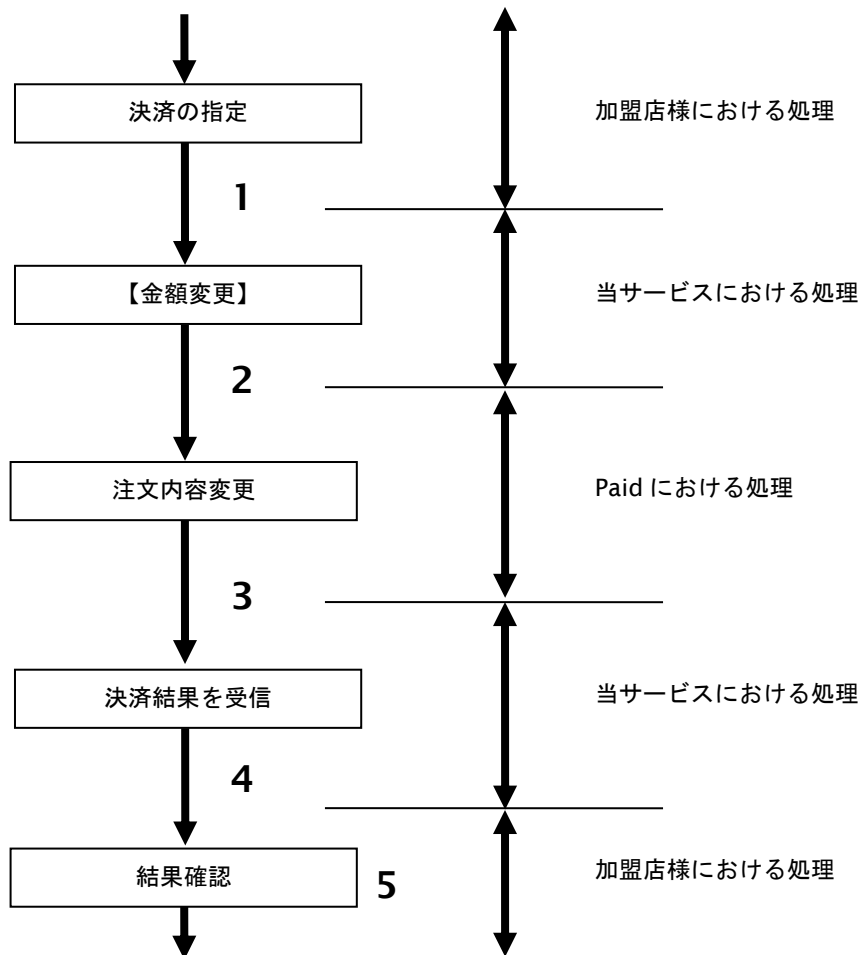 決済の指定
加盟店様における処理
1
【金額変更】
当サービスにおける処理
2
注文内容変更
Paid における処理
3
決済結果を受信
当サービスにおける処理
4
結果確認
5
加盟店様における処理